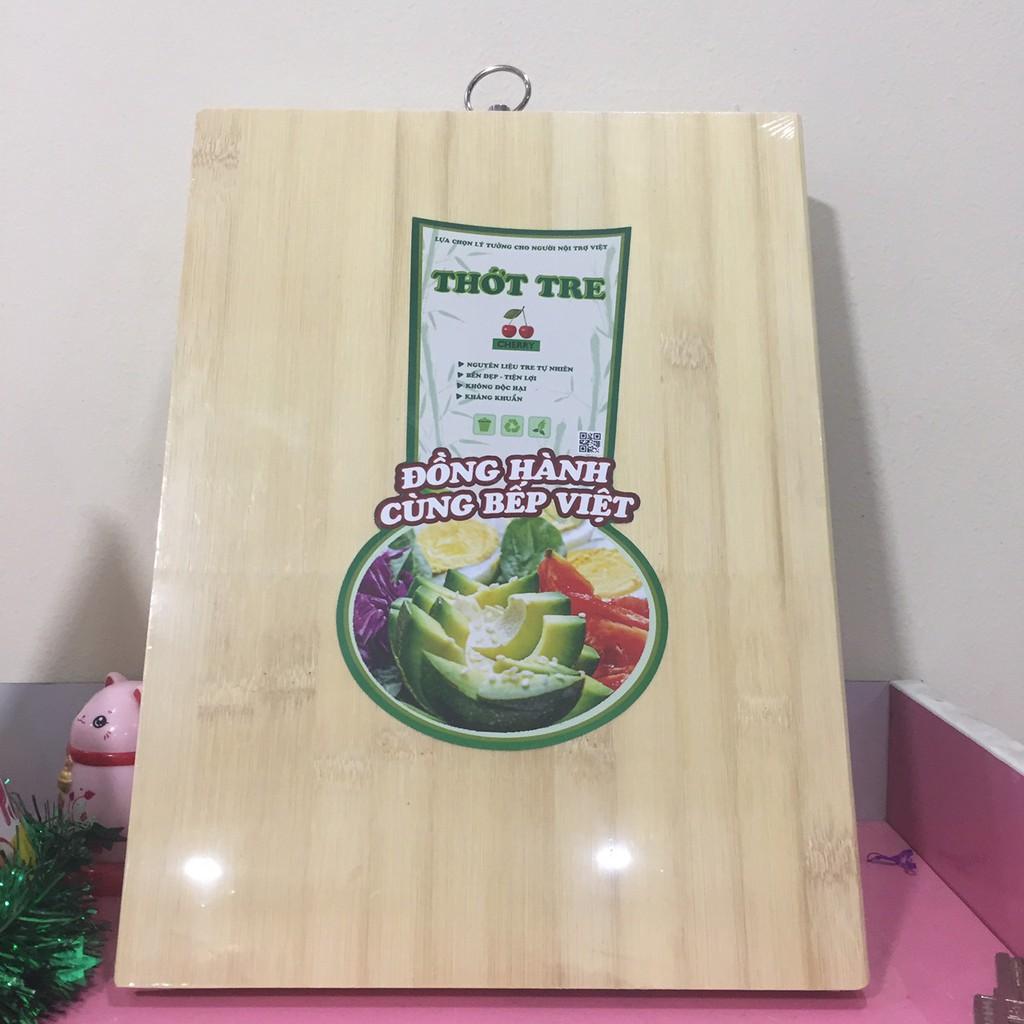 LỰA CHỌN LÝ TƯỞNG CHO NGƯỜI NỘI TRỢ VIỆT
THỚT TRE
CHERRY
NGUYÊN LIỆU TRE TỰ NHIÊN
BỀN ĐẸP - TIỆN LỢI
KHÔNG ĐỘC HẠI
KHÁNG KHUẨN
ĐỒNG HÀNH
CÙNG BẾP VIỆT